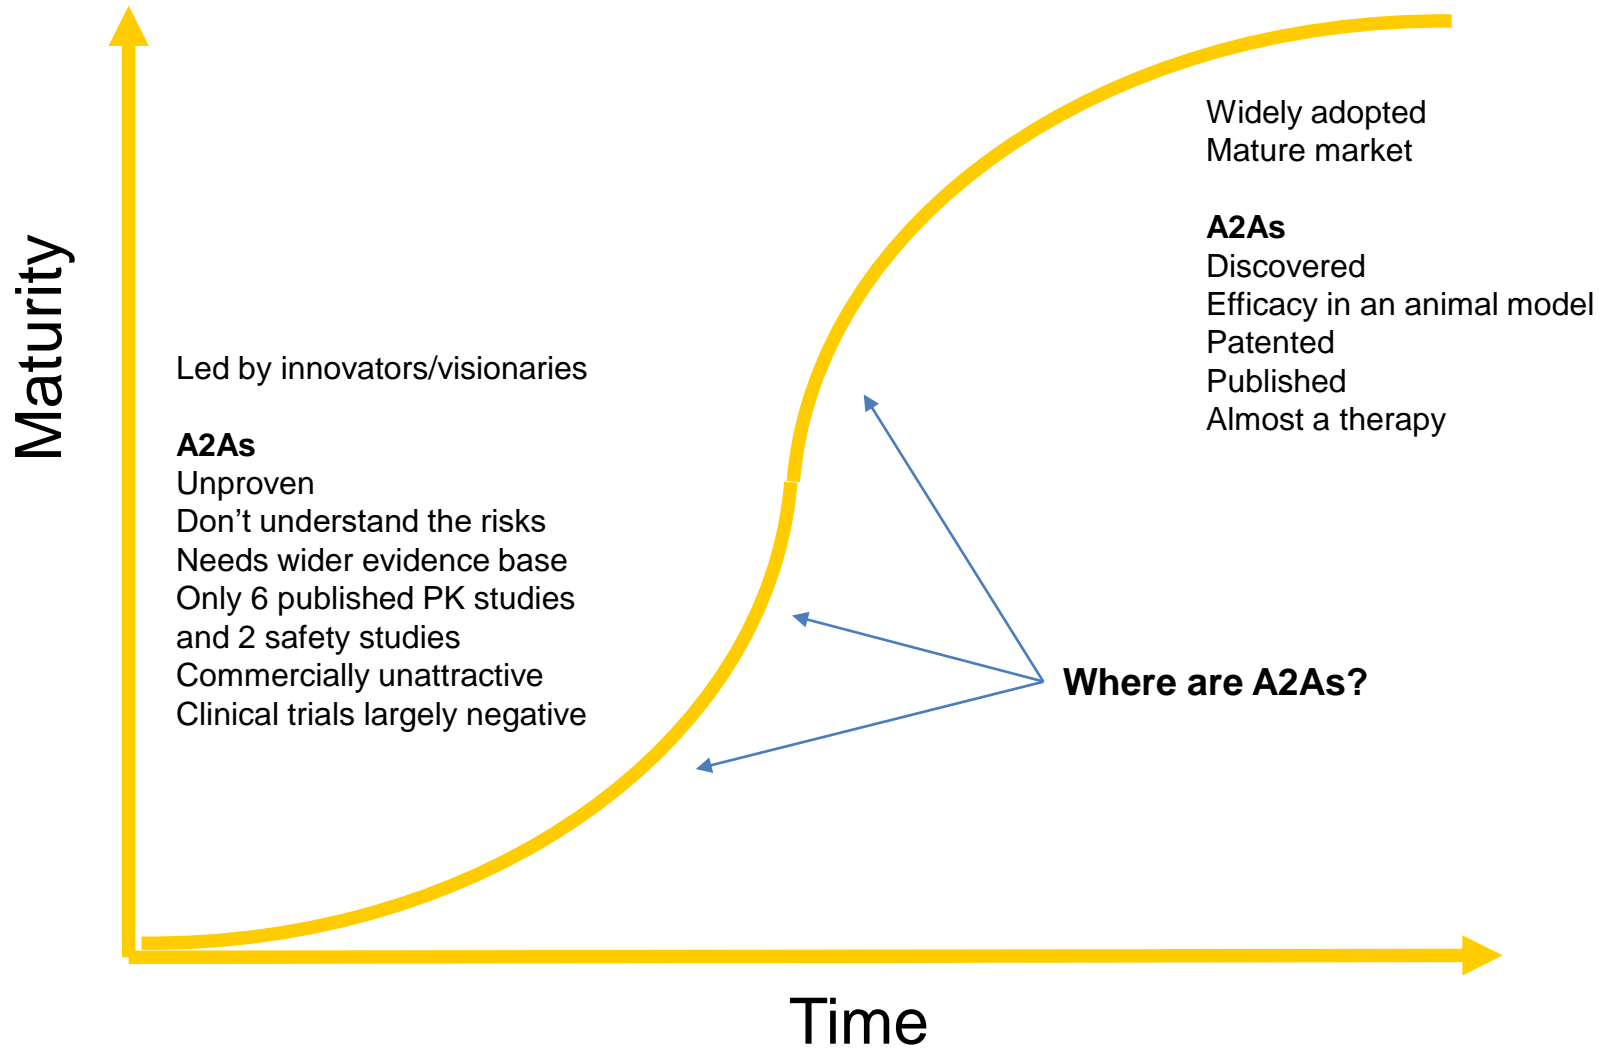 Maturity
Led by innovators/visionaries
A2As
Unproven
Don’t understand the risks
Needs wider evidence base
Only 6 published PK studies
and 2 safety studies
Commercially unattractive
Clinical trials largely negative
Widely adopted
Mature market
A2As
Discovered
Efficacy in an animal model
Patented
Published
Almost a therapy
Where are A2As?
Time